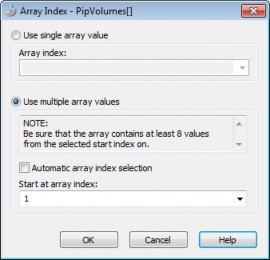 Array Index - PipVolumes[]
Use single array value
Array index:
Use multiple array values
NOTE:
Be sure that the array contains at least 8 values
from the selected start index on.
Automatic array index selection
Start at array index:
1
OK
Cancel
Help